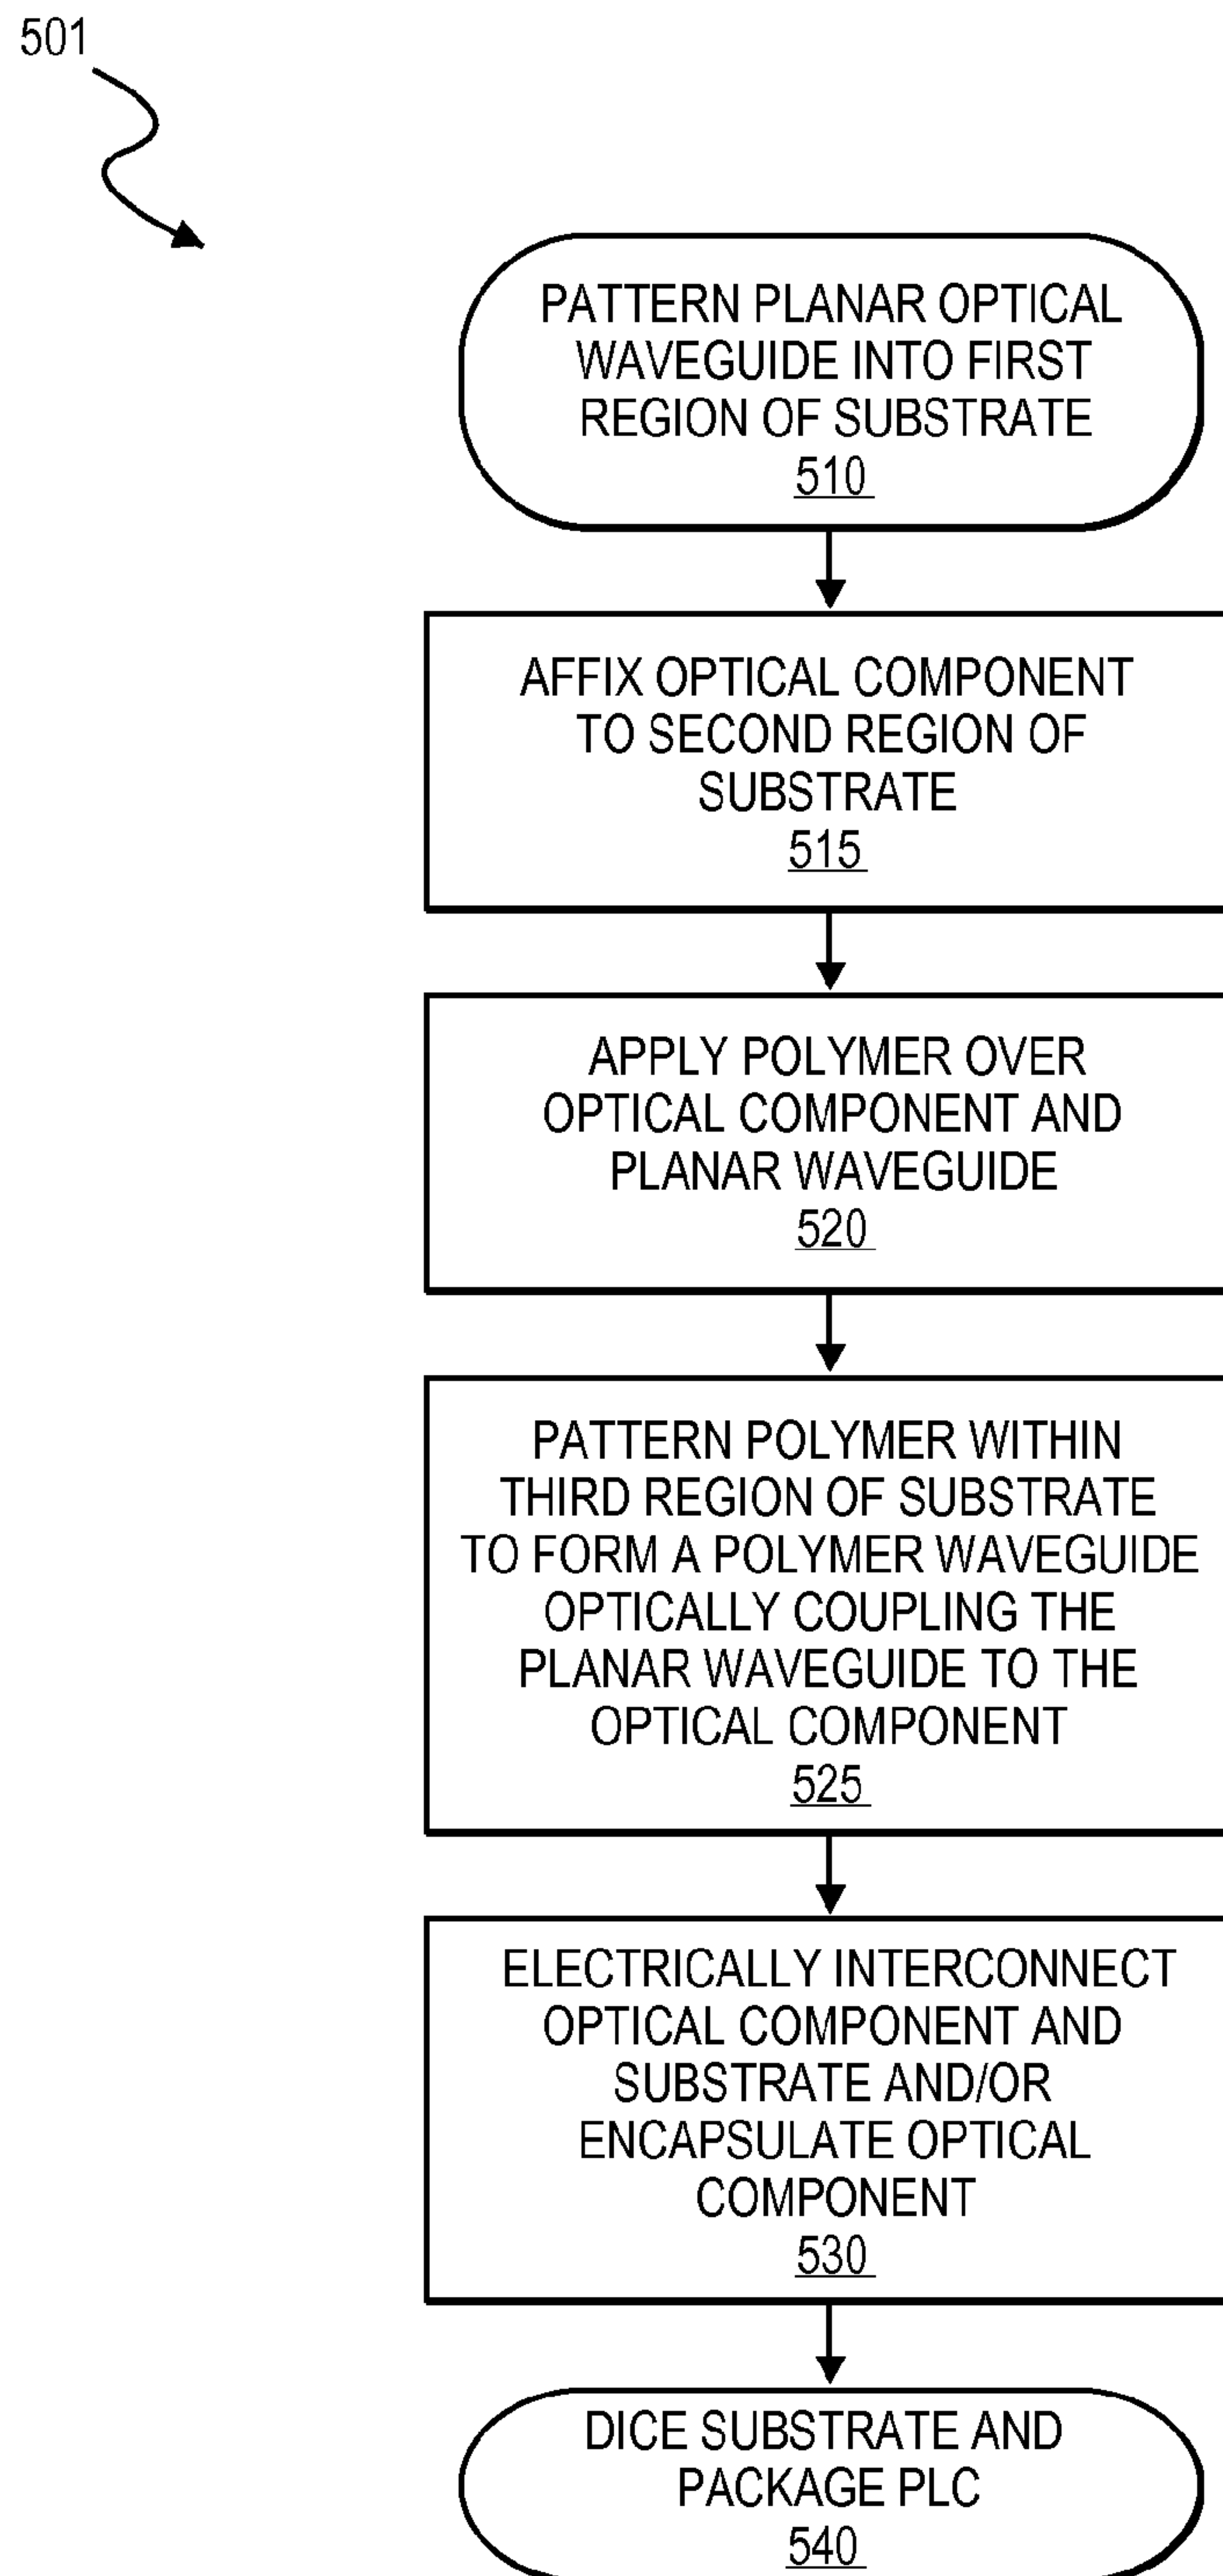 501
PATTERN PLANAR OPTICAL
WAVEGUIDE INTO FIRST
REGION OF SUBSTRATE
510
AFFIX OPTICAL COMPONENT
TO SECOND REGION OF
SUBSTRATE
515
APPLY POLYMER OVER
OPTICAL COMPONENT AND
PLANAR WAVEGUIDE
520
PATTERN POLYMER WITHIN
THIRD REGION OF SUBSTRATE
TO FORM A POLYMER WAVEGUIDE
OPTICALLY COUPLING THE
PLANAR WAVEGUIDE TO THE
OPTICAL COMPONENT
525
ELECTRICALLY INTERCONNECT
OPTICAL COMPONENT AND
SUBSTRATE AND/OR
ENCAPSULATE OPTICAL
COMPONENT
530
DICE SUBSTRATE AND
PACKAGE PLC
540